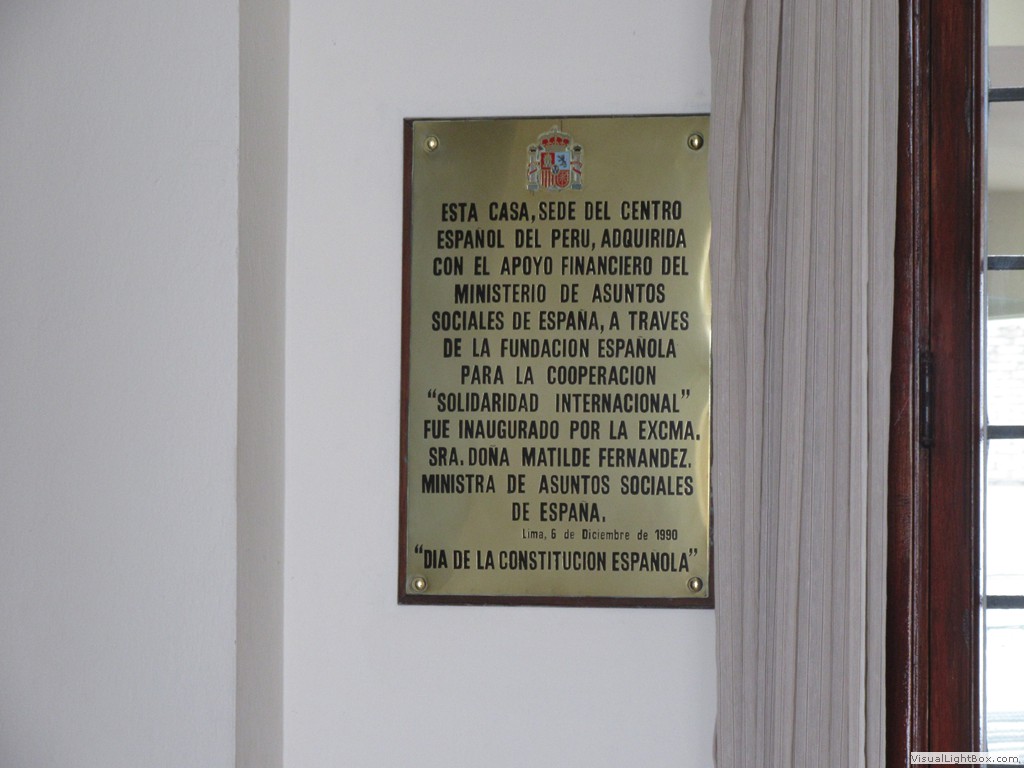 ESTA CASA, SEDE DEL CENTRO
ESPAÑOL DEL PERU, ADQUIRIDA
CON EL APOYO FINANCIERO DEL
MINISTERIO DE ASUNTOS
SOCIALES DE ESPAÑA, A TRAVES
DE LA FUNDACION ESPAÑOLA
PARA LA COOPERACION
“SOLIDARIDAD INTERNACIONAL”
FUE INAUGURADO POR LA EXCMA.
SRA. DOÑA MATILDE FERNANDEZ.
MINISTRA DE ASUNTOS SOCIALES
DE ESPAÑA.
Lima, 6 de Diciembre de 1990
“DIA DE LA CONSTITUCION ESPAÑOLA”
VisualLightBox.com